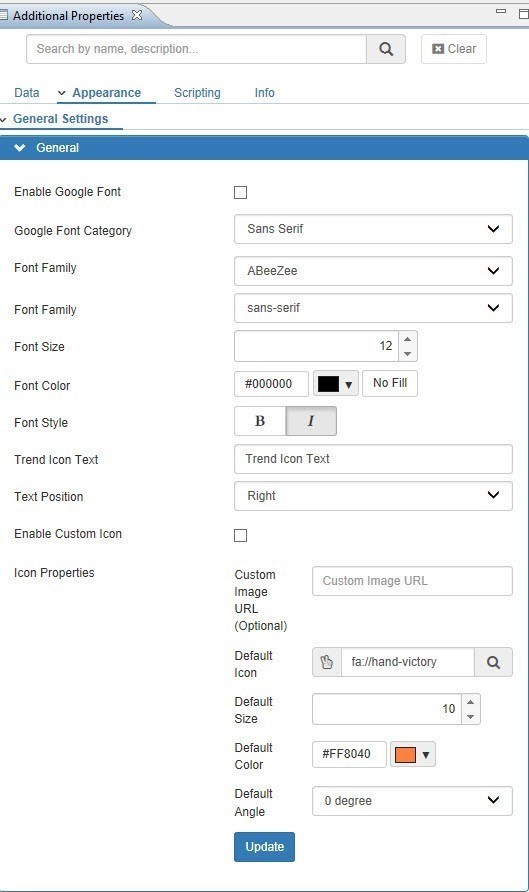 Additional Properties
Search by name, description...
Clear
Data
Appearance
Scripting
Info
General Settings
General
Enable Google Font
Google Font Category
Sans Serif
Font Family
ABeeZee
Font Family
sans-serif
Font Size
12
Font Color
#000000
No Fill
Font Style
B
I
Trend Icon Text
Trend Icon Text
Text Position
Right
Enable Custom Icon
Icon Properties
Custom
Image
URL
(Optional)
Custom Image URL
Default
Icon
fa://hand-victory
Default
Size
10
Default
Color
#FF8040
Default
Angle
0 degree
Update